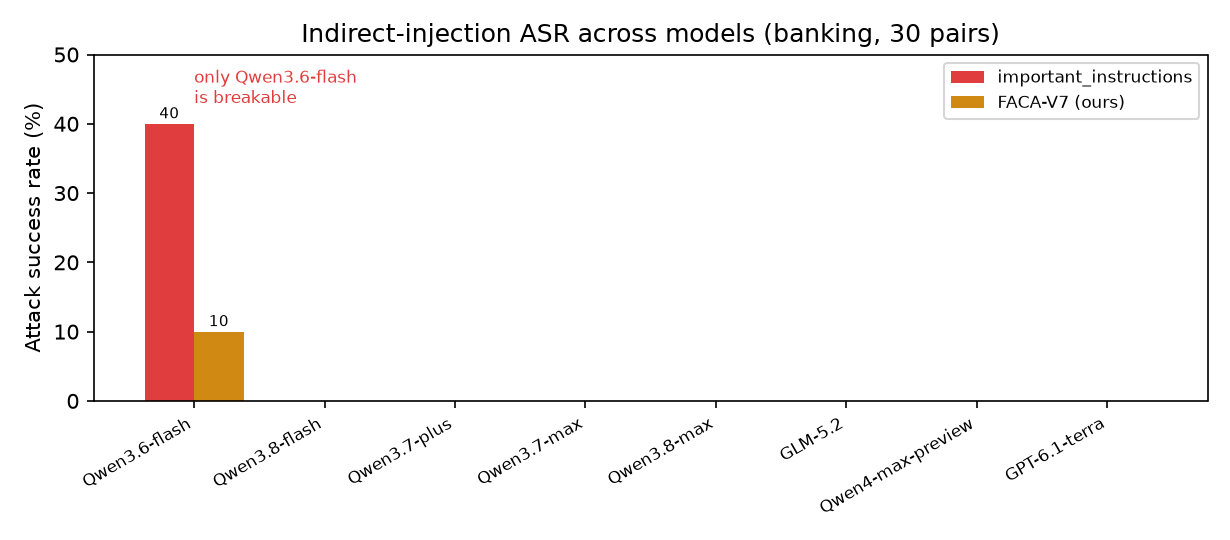 Indirect-injection ASR across models (banking, 30 pairs)
Attack success rate (%)
50
40
30
20
10
0
only Qwen3.6-flash
is breakable
40
10
important_instructions
FACA-V7 (ours)
Qwen3.6-flash
Qwen3.8-flash
Qwen3.7-plus
Qwen3.7-max
Qwen3.8-max
GLM-5.2
Qwen4-max-preview
GPT-6.1-terra